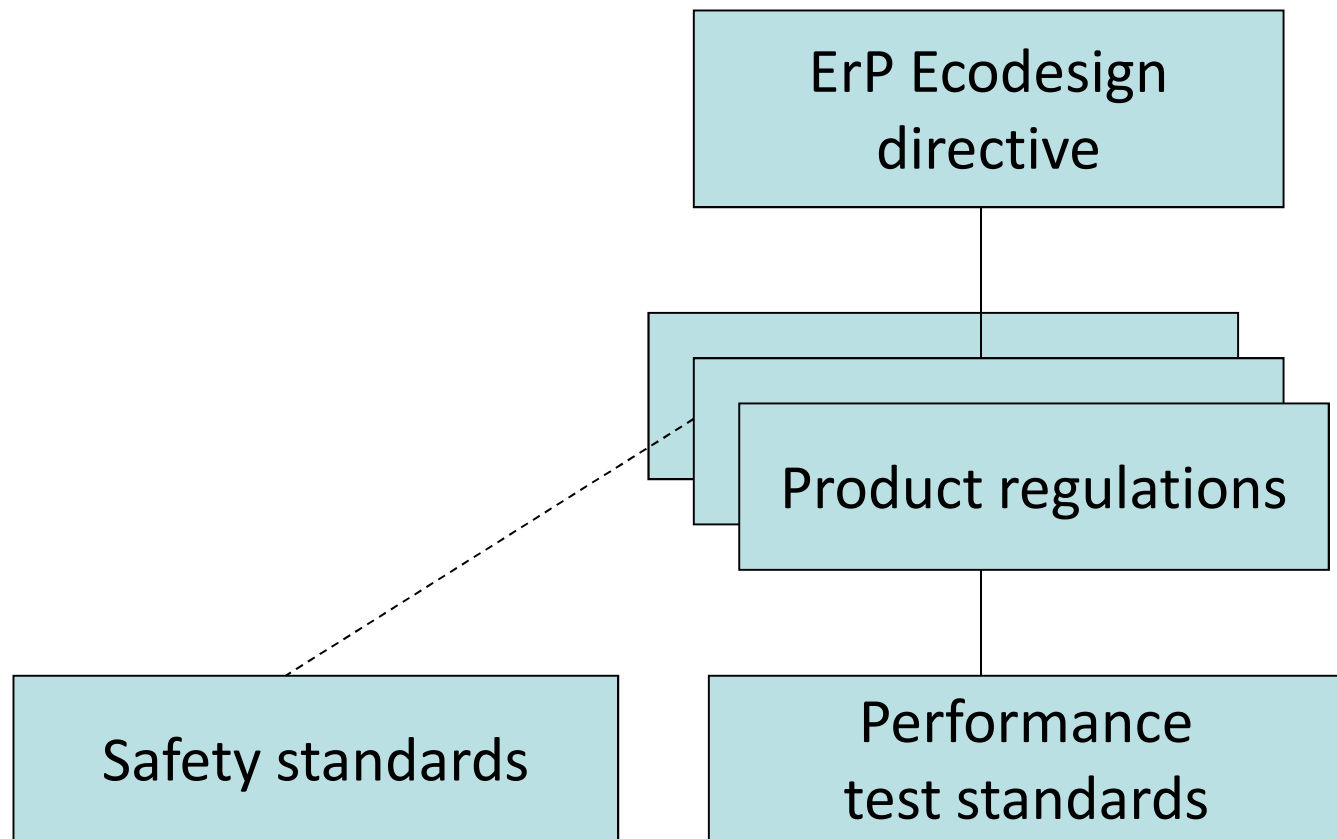 ErP Ecodesign
directive
Product regulations
Safety standards
Performance
test standards